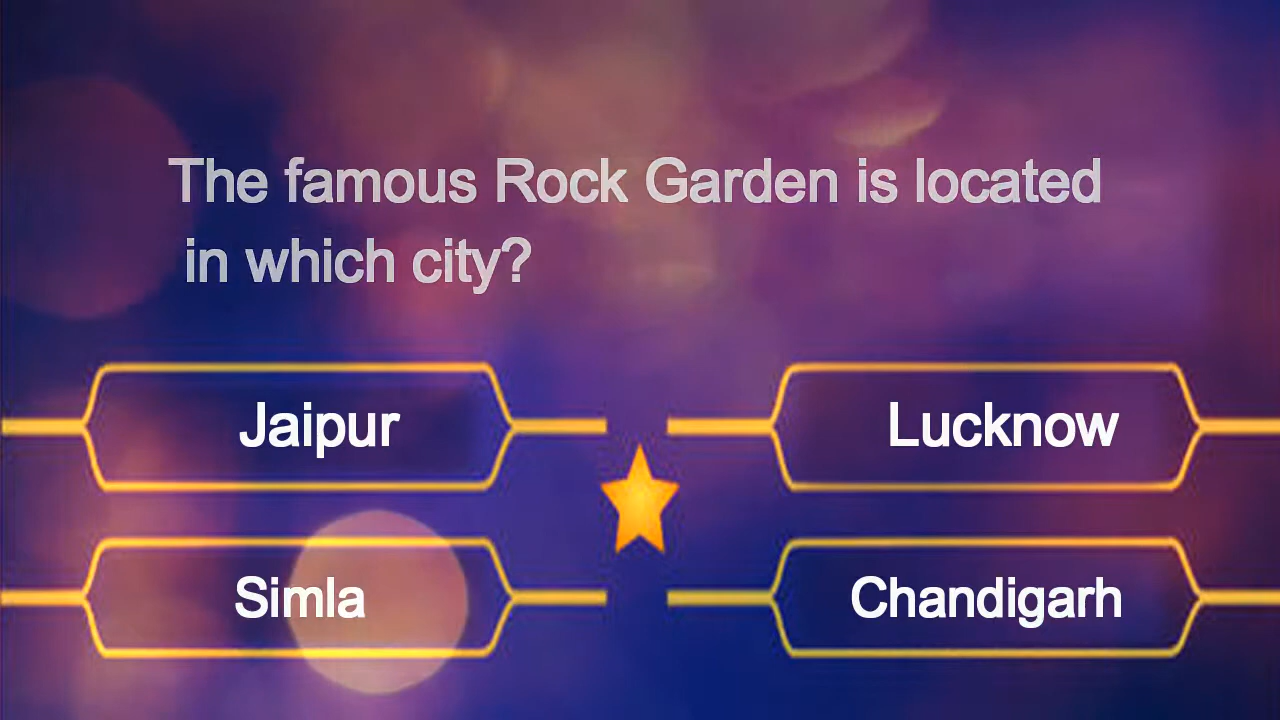 The famous Rock Garden is located
in which city?
Jaipur
Lucknow
Simla
Chandigarh